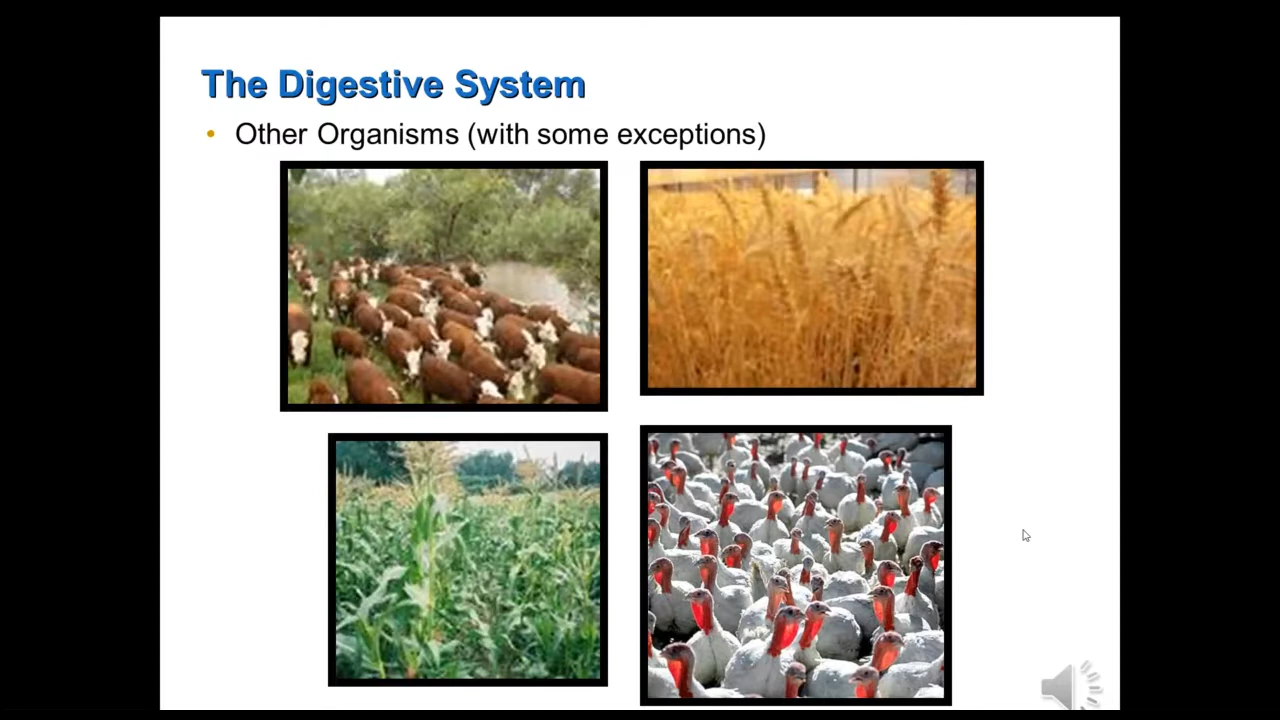 The Digestive System
• Other Organisms (with some exceptions)